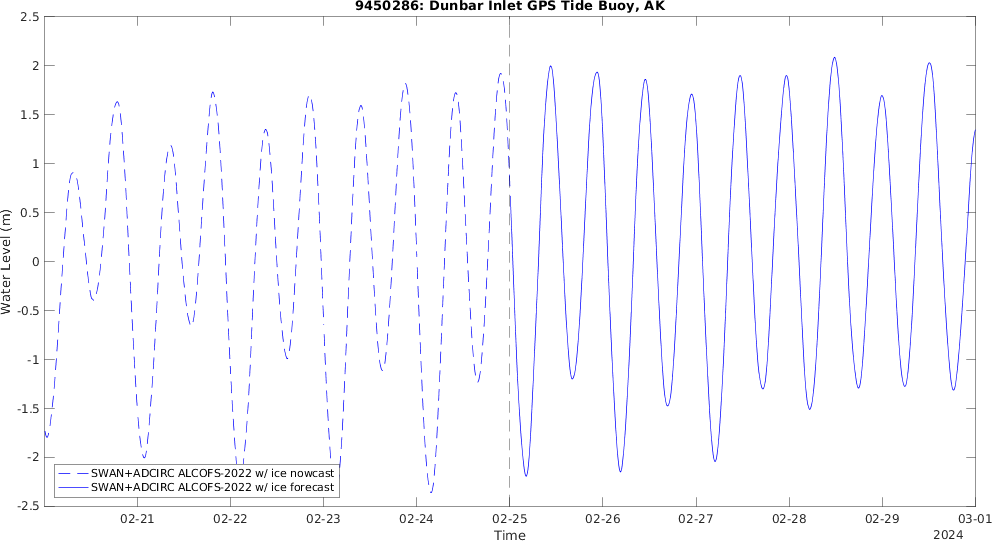 9450286: Dunbar Inlet GPS Tide Buoy, AK
2.5
2
1.5
1
0.5
0
-0.5
-1
-1.5
-2
-2.5
Water Level (m)
SWAN+ADCIRC ALCOFS-2022 w/ ice nowcast
SWAN+ADCIRC ALCOFS-2022 w/ ice forecast
02-21 02-22 02-23 02-24 02-25 02-26 02-27 02-28 02-29 03-01
Time
2024